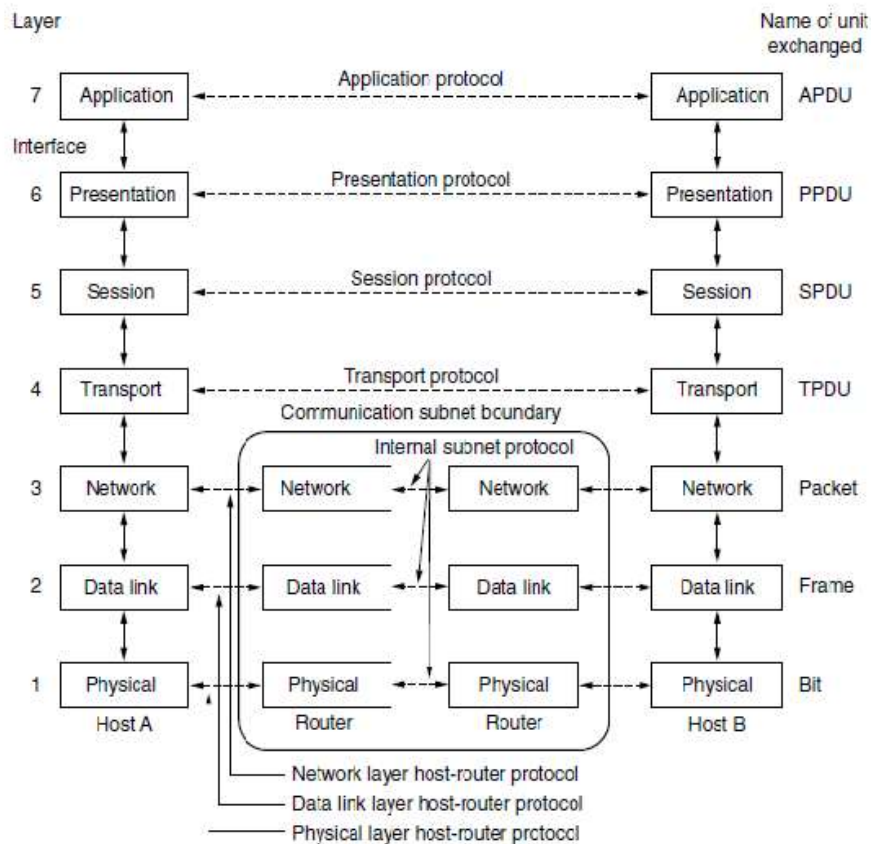 Layer
Name of unit
exchanged
Application protocol
7 Application Application APDU
Interface
Presentation protocol
6 Presentation Presentation PPDU
Session protocol
5 Session Session SPDU
Transport protocol
4 Transport Transport TPDU
Communication subnet boundary
Internal subnet protocol
3 Network Network Network Network Packet
2 Data link Data link Data link Data link Frame
1 Physical Physical Physical Physical Bit
Host A Router Router Host B
Network layer host-router protocol
Data link layer host-router protocol
Physical layer host-router protocol